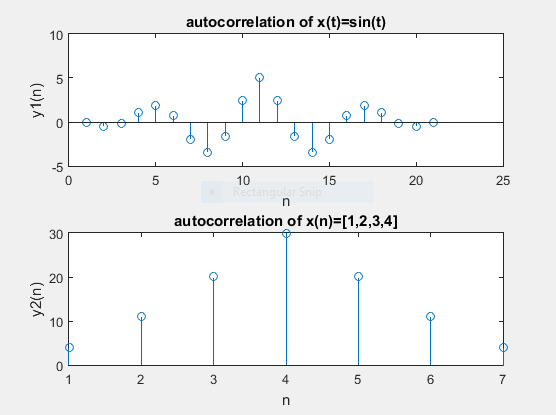 autocorrelation of x(t)=sin(t)
10
5
0
-5
y1(n)
0 5 10 15 20 25
Rectangular Snip
n
autocorrelation of x(n)=[1,2,3,4]
30
20
10
0
y2(n)
1 2 3 4 5 6 7
n